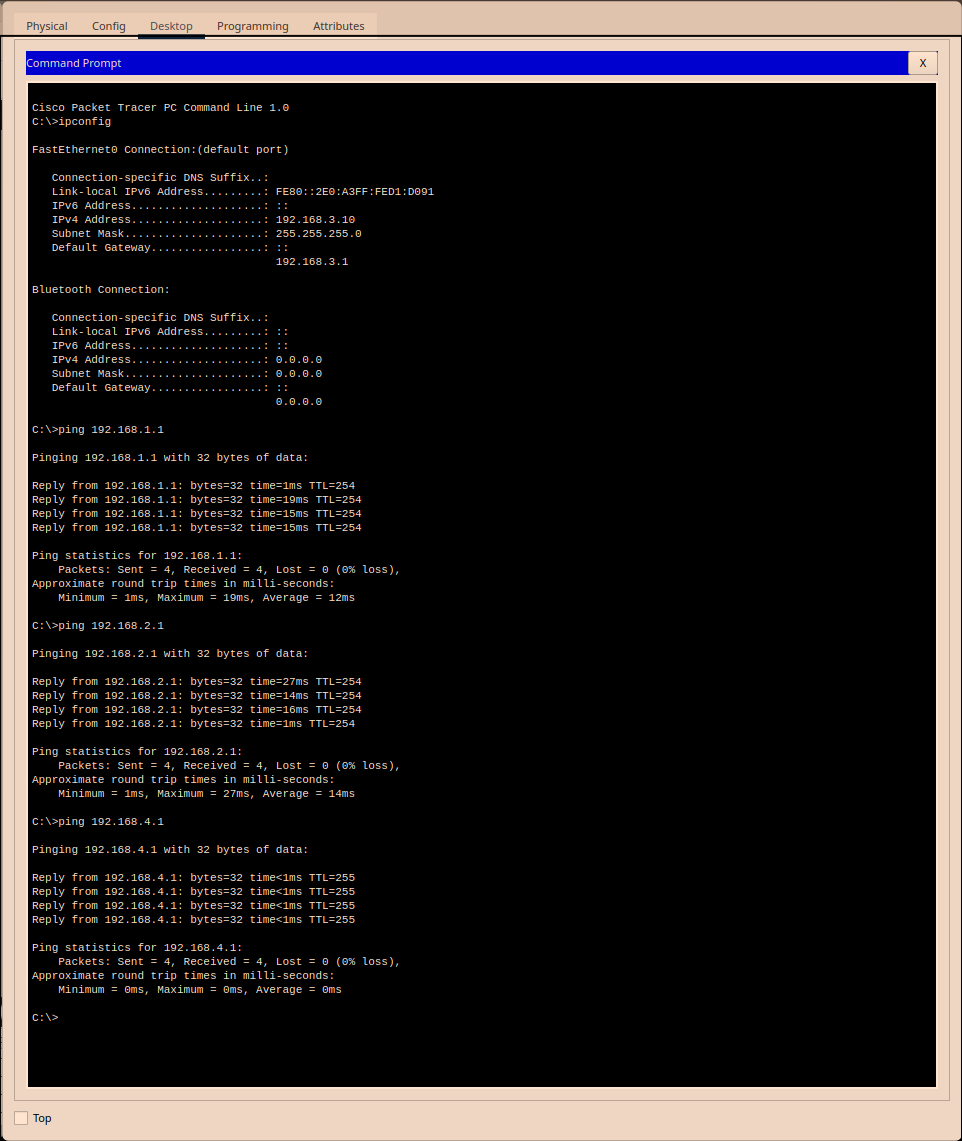 Physical Config Desktop Programming Attributes
Command Prompt X
Cisco Packet Tracer PC Command Line 1.0
C:\>ipconfig
FastEthernet0 Connection:(default port)
Connection-specific DNS Suffix..:
Link-local IPv6 Address.........: FE80::2E0:A3FF:FED1:D091
IPv6 Address....................: ::
IPv4 Address....................: 192.168.3.10
Subnet Mask.....................: 255.255.255.0
Default Gateway.................: ::
192.168.3.1
Bluetooth Connection:
Connection-specific DNS Suffix..:
Link-local IPv6 Address.........: ::
IPv6 Address....................: ::
IPv4 Address....................: 0.0.0.0
Subnet Mask.....................: 0.0.0.0
Default Gateway.................: ::
0.0.0.0
C:\>ping 192.168.1.1
Pinging 192.168.1.1 with 32 bytes of data:
Reply from 192.168.1.1: bytes=32 time=1ms TTL=254
Reply from 192.168.1.1: bytes=32 time=19ms TTL=254
Reply from 192.168.1.1: bytes=32 time=15ms TTL=254
Reply from 192.168.1.1: bytes=32 time=15ms TTL=254
Ping statistics for 192.168.1.1:
Packets: Sent = 4, Received = 4, Lost = 0 (0% loss),
Approximate round trip times in milli-seconds:
Minimum = 1ms, Maximum = 19ms, Average = 12ms
C:\>ping 192.168.2.1
Pinging 192.168.2.1 with 32 bytes of data:
Reply from 192.168.2.1: bytes=32 time=27ms TTL=254
Reply from 192.168.2.1: bytes=32 time=14ms TTL=254
Reply from 192.168.2.1: bytes=32 time=16ms TTL=254
Reply from 192.168.2.1: bytes=32 time=1ms TTL=254
Ping statistics for 192.168.2.1:
Packets: Sent = 4, Received = 4, Lost = 0 (0% loss),
Approximate round trip times in milli-seconds:
Minimum = 1ms, Maximum = 27ms, Average = 14ms
C:\>ping 192.168.4.1
Pinging 192.168.4.1 with 32 bytes of data:
Reply from 192.168.4.1: bytes=32 time<1ms TTL=255
Reply from 192.168.4.1: bytes=32 time<1ms TTL=255
Reply from 192.168.4.1: bytes=32 time<1ms TTL=255
Reply from 192.168.4.1: bytes=32 time<1ms TTL=255
Ping statistics for 192.168.4.1:
Packets: Sent = 4, Received = 4, Lost = 0 (0% loss),
Approximate round trip times in milli-seconds:
Minimum = 0ms, Maximum = 0ms, Average = 0ms
C:\>
Top